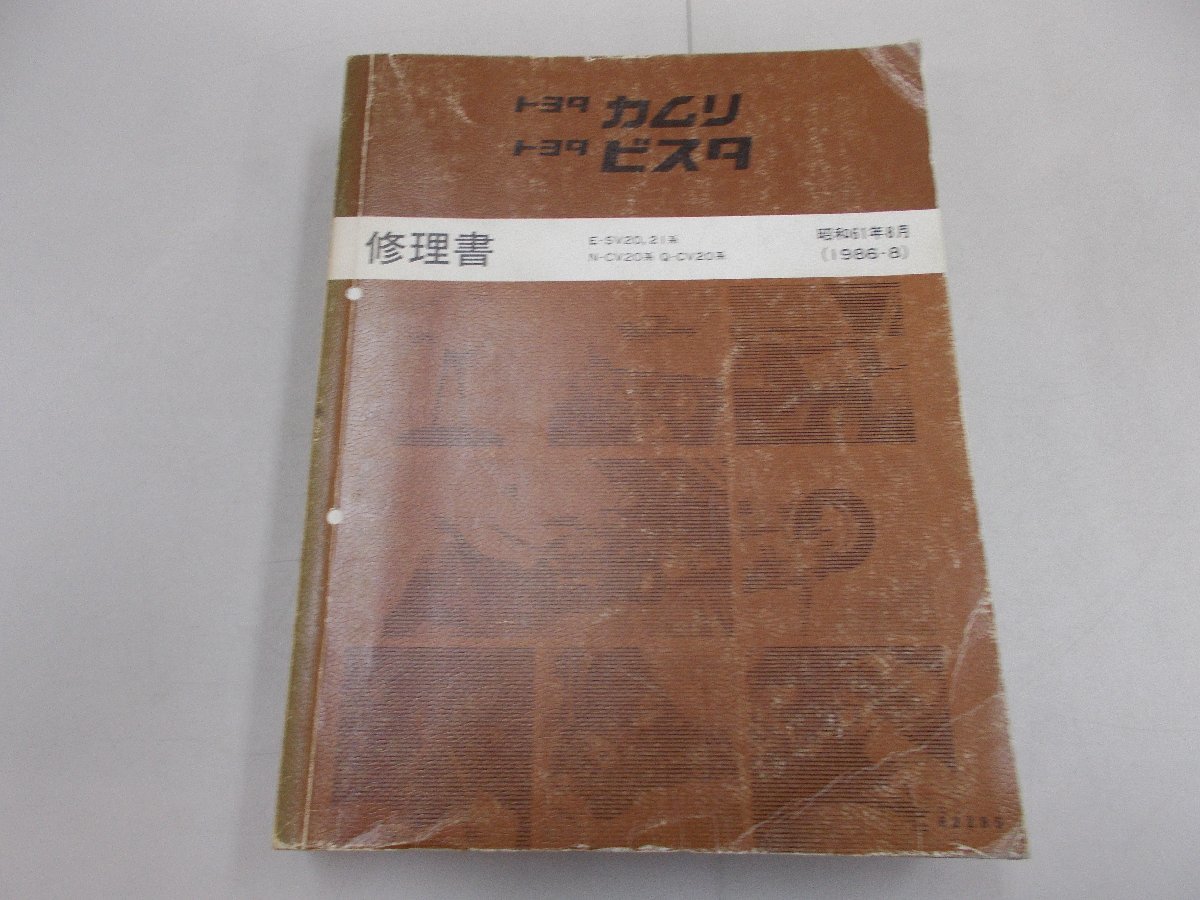 トヨタ カムリ
トヨタ ビスタ
修理書
E-SV20,21系
N-CV20系 Q-CV20系
昭和61年8月
(1986-8)